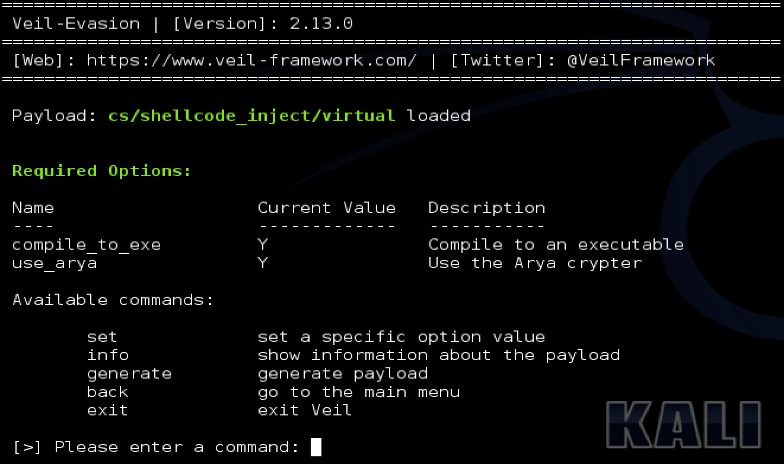 =================================================================
Veil-Evasion | [Version]: 2.13.0
=================================================================
[Web]: https://www.veil-framework.com/ | [Twitter]: @VeilFramework
=================================================================
Payload: cs/shellcode_inject/virtual loaded
Required Options:
Name Current Value Description
---- ------------- -----------
compile_to_exe Y Compile to an executable
use_arya Y Use the Arya crypter
Available commands:
set set a specific option value
info show information about the payload
generate generate payload
back go to the main menu
exit exit Veil
[>] Please enter a command:
KALI